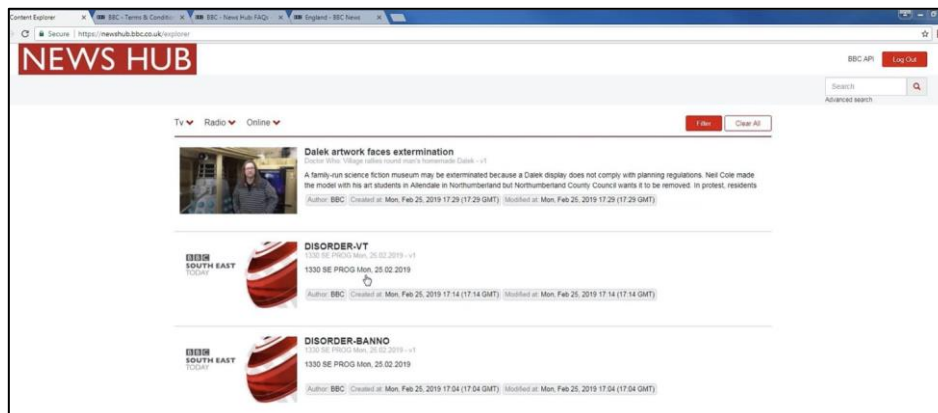 Content Explorer
BBC - Terms & Conditio
BBC - News Hub FAQs -
England - BBC News
Secure | https://newshub.bbc.co.uk/explorer
NEWS HUB
BBC API
Log Out
Search
Advanced search
Tv Radio Online
Filter Clear All
Dalek artwork faces extermination
Doctor Who: Village rallies round man's homemade Dalek - v1
A family-run science fiction museum may be exterminated because a Dalek display does not comply with planning regulations. Neil Cole made
the model with his art students in Allendale in Northumberland but Northumberland County Council wants it to be removed. In protest, residents
Author: BBC Created at: Mon, Feb 25, 2019 17:29 (17:29 GMT) Modified at: Mon, Feb 25, 2019 17:29 (17:29 GMT)
BBC
SOUTH EAST
TODAY
DISORDER-VT
1330 SE PROG Mon, 25.02.2019 - v1
1330 SE PROG Mon, 25.02.2019
Author: BBC Created at: Mon, Feb 25, 2019 17:14 (17:14 GMT) Modified at: Mon, Feb 25, 2019 17:14 (17:14 GMT)
BBC
SOUTH EAST
TODAY
DISORDER-BANNO
1330 SE PROG Mon, 25.02.2019 - v1
1330 SE PROG Mon, 25.02.2019
Author: BBC Created at: Mon, Feb 25, 2019 17:04 (17:04 GMT) Modified at: Mon, Feb 25, 2019 17:04 (17:04 GMT)